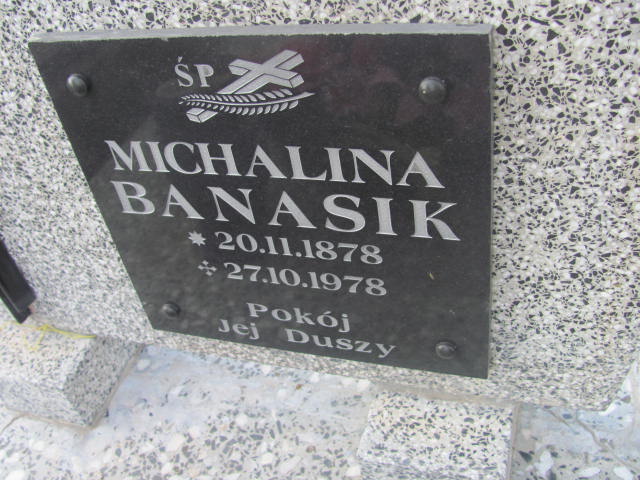 ŚP
MICHALINA
BANASIK
* 20.11.1878
✣ 27.10.1978
Pokój
Jej Duszy